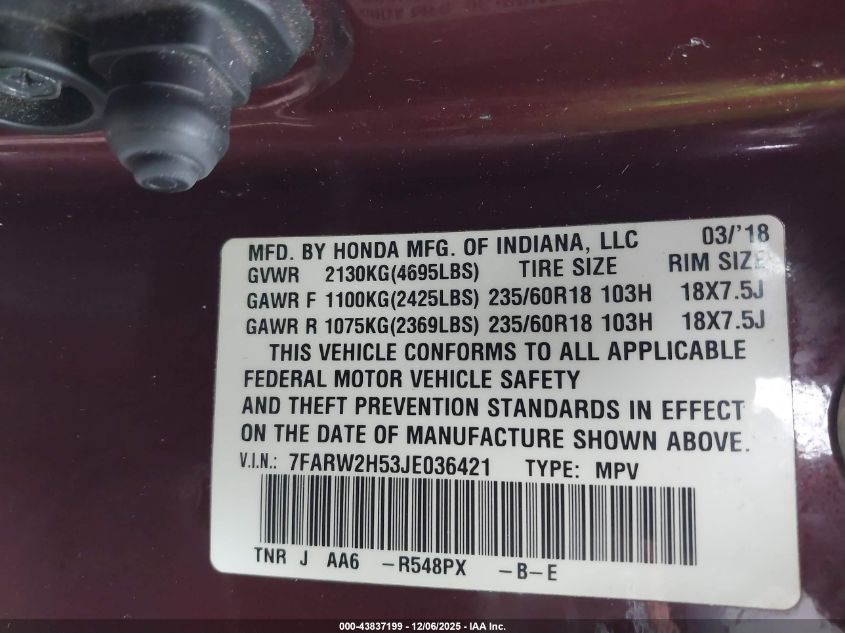 MFD. BY HONDA MFG. OF INDIANA, LLC 03/'18
GVWR 2130KG(4695LBS) TIRE SIZE RIM SIZE
GAWR F 1100KG(2425LBS) 235/60R18 103H 18X7.5J
GAWR R 1075KG(2369LBS) 235/60R18 103H 18X7.5J
THIS VEHICLE CONFORMS TO ALL APPLICABLE
FEDERAL MOTOR VEHICLE SAFETY
AND THEFT PREVENTION STANDARDS IN EFFECT
ON THE DATE OF MANUFACTURE SHOWN ABOVE.
V.I.N.: 7FARW2H53JE036421 TYPE: MPV
TNR J AA6 -R548PX -B-E
000-43837199 - 12/06/2025 - IAA Inc.